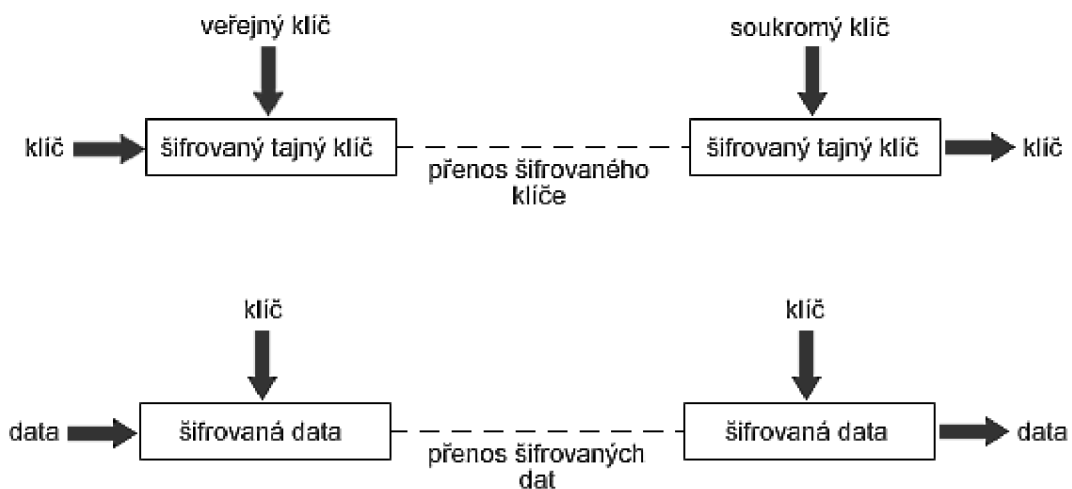 veřejný klíč
soukromý klíč
klíč
šifrovaný tajný klíč
šifrovaný tajný klíč
klíč
přenos šifrovaného
klíče
klíč
klíč
data
šifrovaná data
šifrovaná data
data
přenos šifrovaných
dat